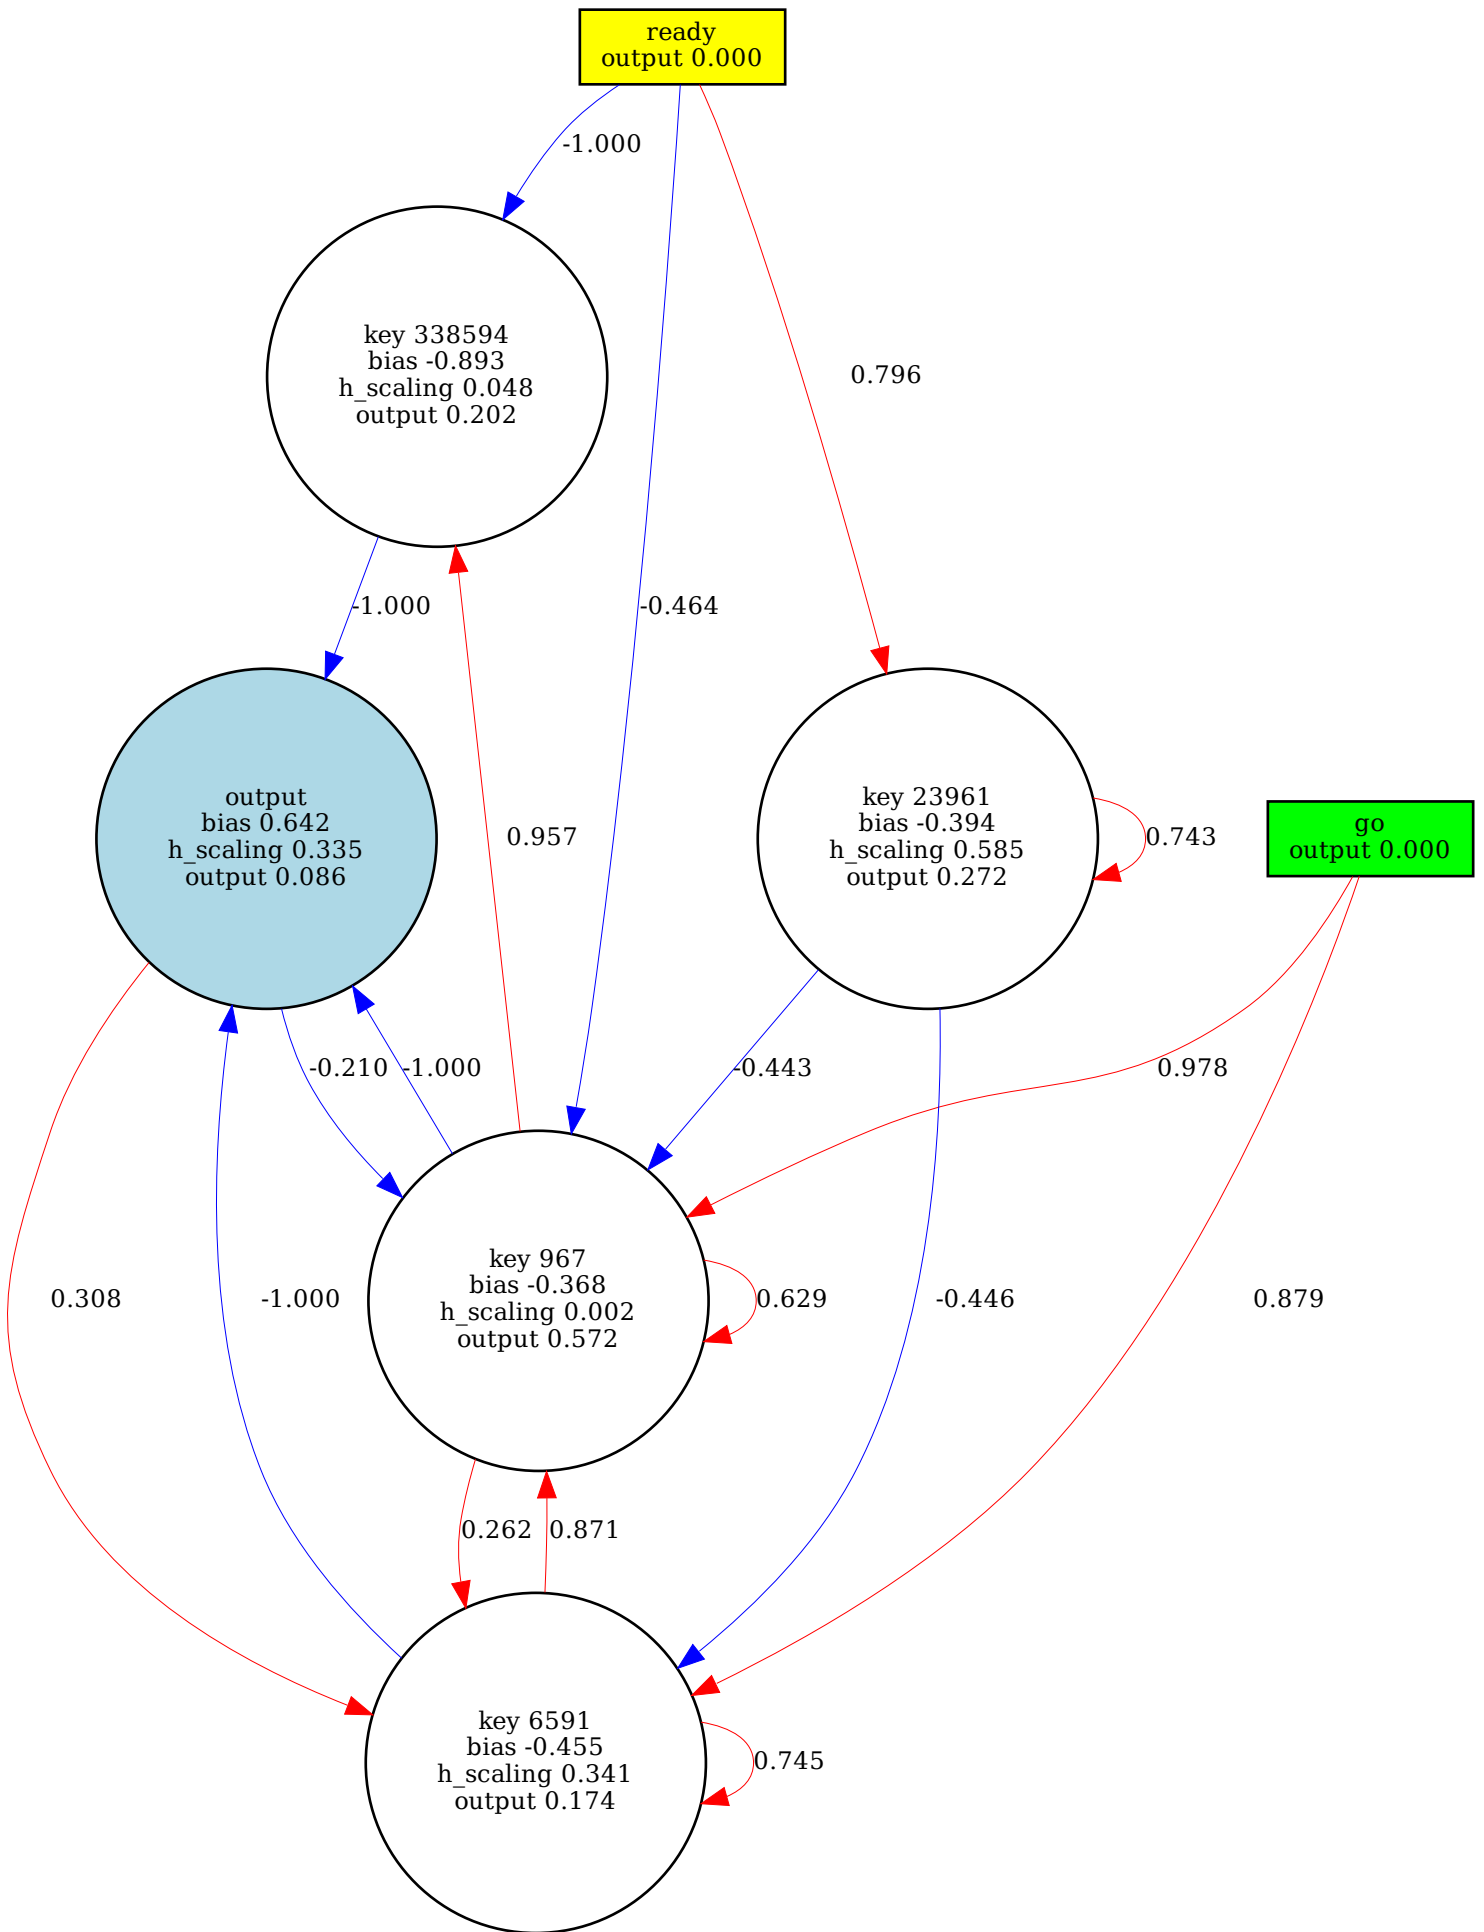 ready
output 0.000
-1.000
key 338594
bias -0.893
h_scaling 0.048
output 0.202
0.796
-1.000
-0.464
output
bias 0.642
h_scaling 0.335
output 0.086
0.957
key 23961
bias -0.394
h_scaling 0.585
output 0.272
0.743
go
output 0.000
-0.210
-1.000
-0.443
0.978
0.308
-1.000
key 967
bias -0.368
h_scaling 0.002
output 0.572
0.629
-0.446
0.879
0.262
0.871
key 6591
bias -0.455
h_scaling 0.341
output 0.174
0.745